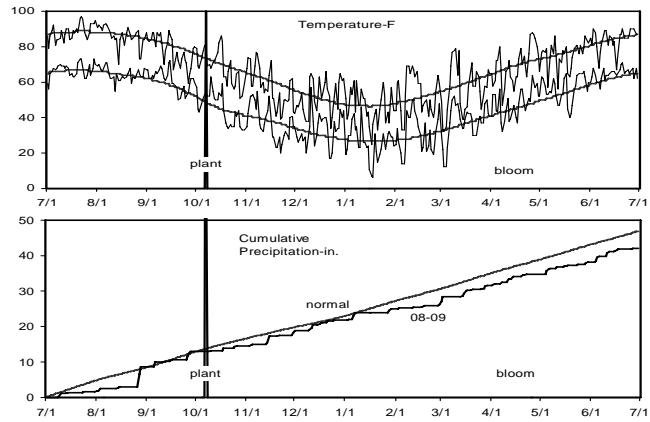 100
80
60
40
20
0
Temperature-F
plant
bloom
7/1 8/1 9/1 10/1 11/1 12/1 1/1 2/1 3/1 4/1 5/1 6/1 7/1
50
40
30
20
10
0
Cumulative
Precipitation-in.
normal
08-09
plant
bloom
7/1 8/1 9/1 10/1 11/1 12/1 1/1 2/1 3/1 4/1 5/1 6/1 7/1